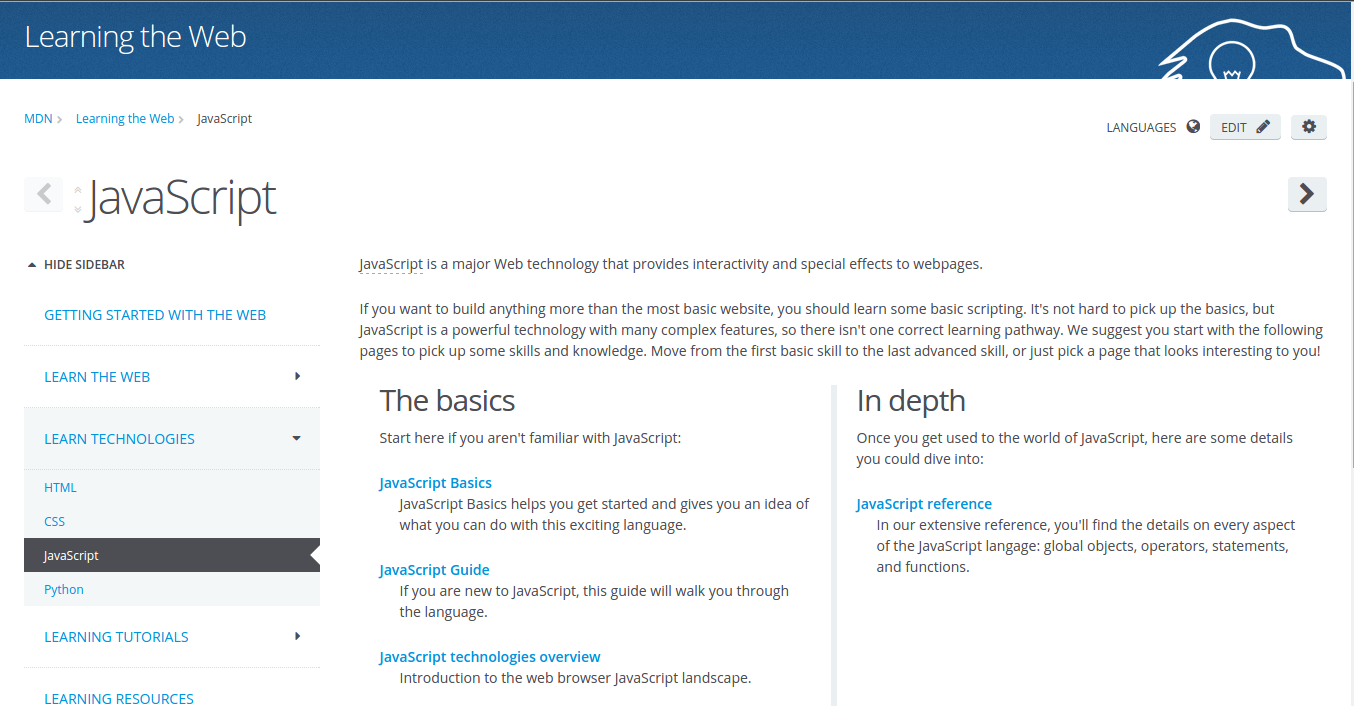 Learning the Web
MDN
Learning the Web
JavaScript
LANGUAGES
EDIT
JavaScript
HIDE SIDEBAR
GETTING STARTED WITH THE WEB
LEARN THE WEB
LEARN TECHNOLOGIES
HTML
CSS
JavaScript
Python
LEARNING TUTORIALS
LEARNING RESOURCES
JavaScript is a major Web technology that provides interactivity and special effects to webpages.
If you want to build anything more than the most basic website, you should learn some basic scripting. It's not hard to pick up the basics, but
JavaScript is a powerful technology with many complex features, so there isn't one correct learning pathway. We suggest you start with the following
pages to pick up some skills and knowledge. Move from the first basic skill to the last advanced skill, or just pick a page that looks interesting to you!
The basics
Start here if you aren't familiar with JavaScript:
JavaScript Basics
JavaScript Basics helps you get started and gives you an idea of
what you can do with this exciting language.
JavaScript Guide
If you are new to JavaScript, this guide will walk you through
the language.
JavaScript technologies overview
Introduction to the web browser JavaScript landscape.
In depth
Once you get used to the world of JavaScript, here are some details
you could dive into:
JavaScript reference
In our extensive reference, you'll find the details on every aspect
of the JavaScript langage: global objects, operators, statements,
and functions.